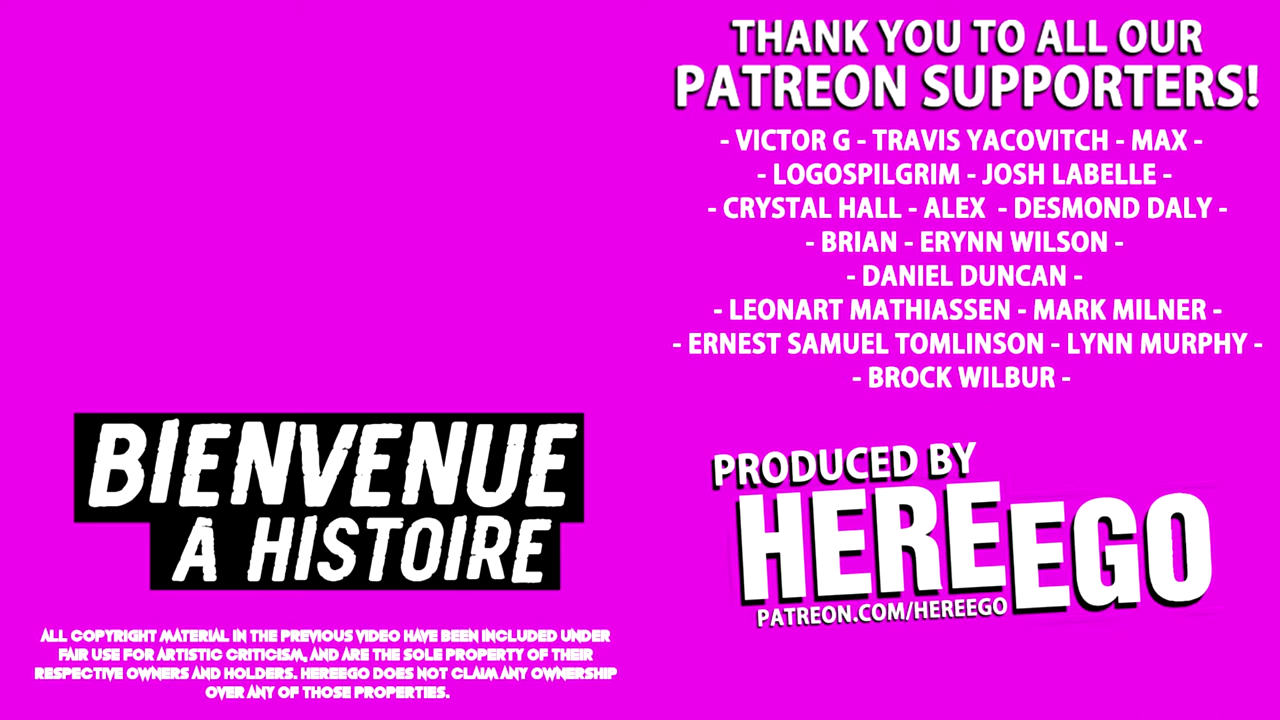 THANK YOU TO ALL OUR
PATREON SUPPORTERS!
- VICTOR G - TRAVIS YACOVITCH - MAX -
- LOGOSPILGRIM - JOSH LABELLE -
- CRYSTAL HALL - ALEX - DESMOND DALY -
- BRIAN - ERYNN WILSON -
- DANIEL DUNCAN -
- LEONART MATHIASSEN - MARK MILNER -
- ERNEST SAMUEL TOMLINSON - LYNN MURPHY -
- BROCK WILBUR -
BIENVENUE
A HISTOIRE
ALL COPYRIGHT MATERIAL IN THE PREVIOUS VIDEO HAVE BEEN INCLUDED UNDER
FAIR USE FOR ARTISTIC CRITICISM, AND ARE THE SOLE PROPERTY OF THEIR
RESPECTIVE OWNERS AND HOLDERS. HEREEGO DOES NOT CLAIM ANY OWNERSHIP
OVER ANY OF THOSE PROPERTIES.
PRODUCED BY
HEREEGO
PATREON.COM/HEREEGO